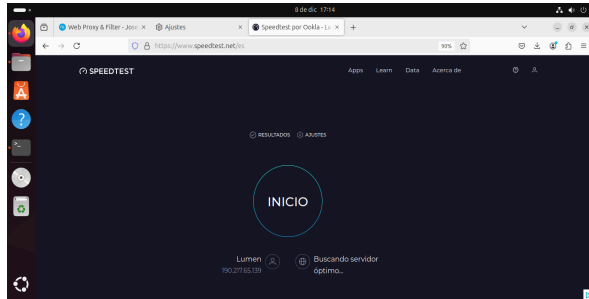 8 de dic 17:14
Web Proxy & Filter - Jose
Ajustes
Speedtest por Ookla - La
https://www.speedtest.net/es
90%
SPEEDTEST
Apps
Learn
Data
Acerca de
RESULTADOS
AJUSTES
INICIO
Lumen
190.217.65.139
Buscando servidor
óptimo...